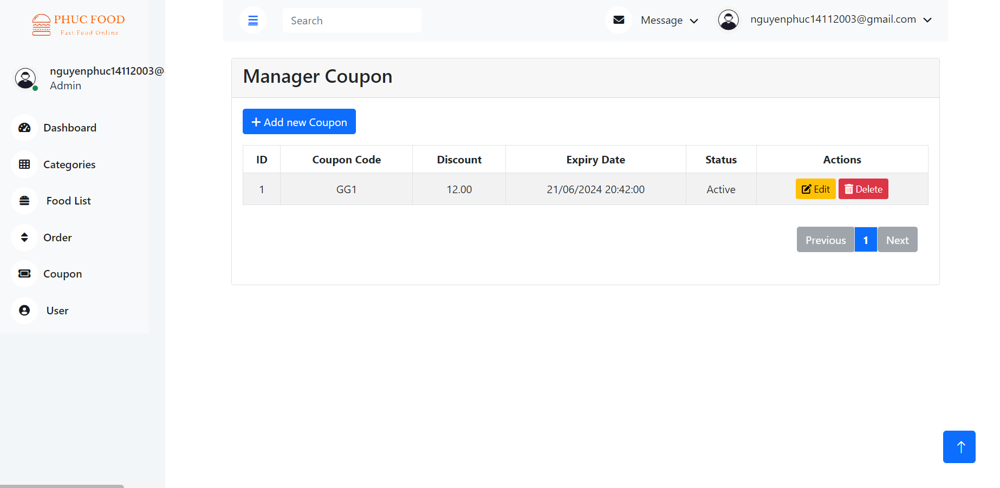 PHUC FOOD
Fast Food Online
nguyenphuc14112003@
Admin
Dashboard
Categories
Food List
Order
Coupon
User
Search
Message
nguyenphuc14112003@gmail.com
Manager Coupon
Add new Coupon
ID Coupon Code Discount Expiry Date Status Actions
1 GG1 12.00 21/06/2024 20:42:00 Active Edit Delete
Previous 1 Next